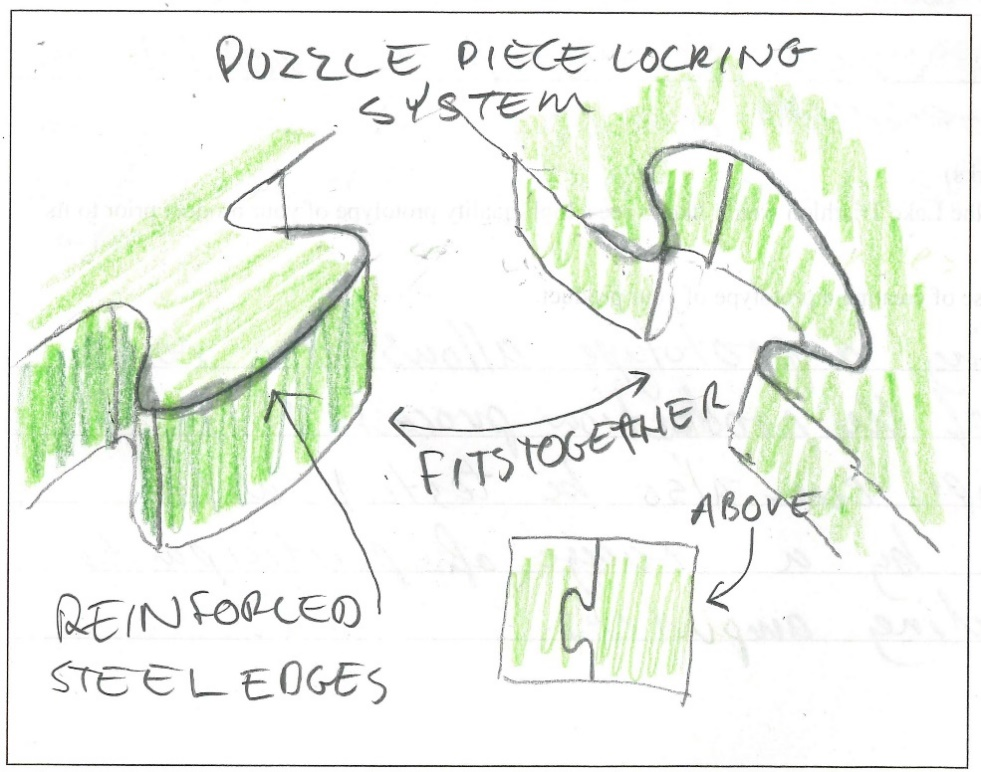 PUZZLE PIECE LOCKING
SYSTEM
FITS TOGETHER
ABOVE
REINFORCED
STEEL EDGES